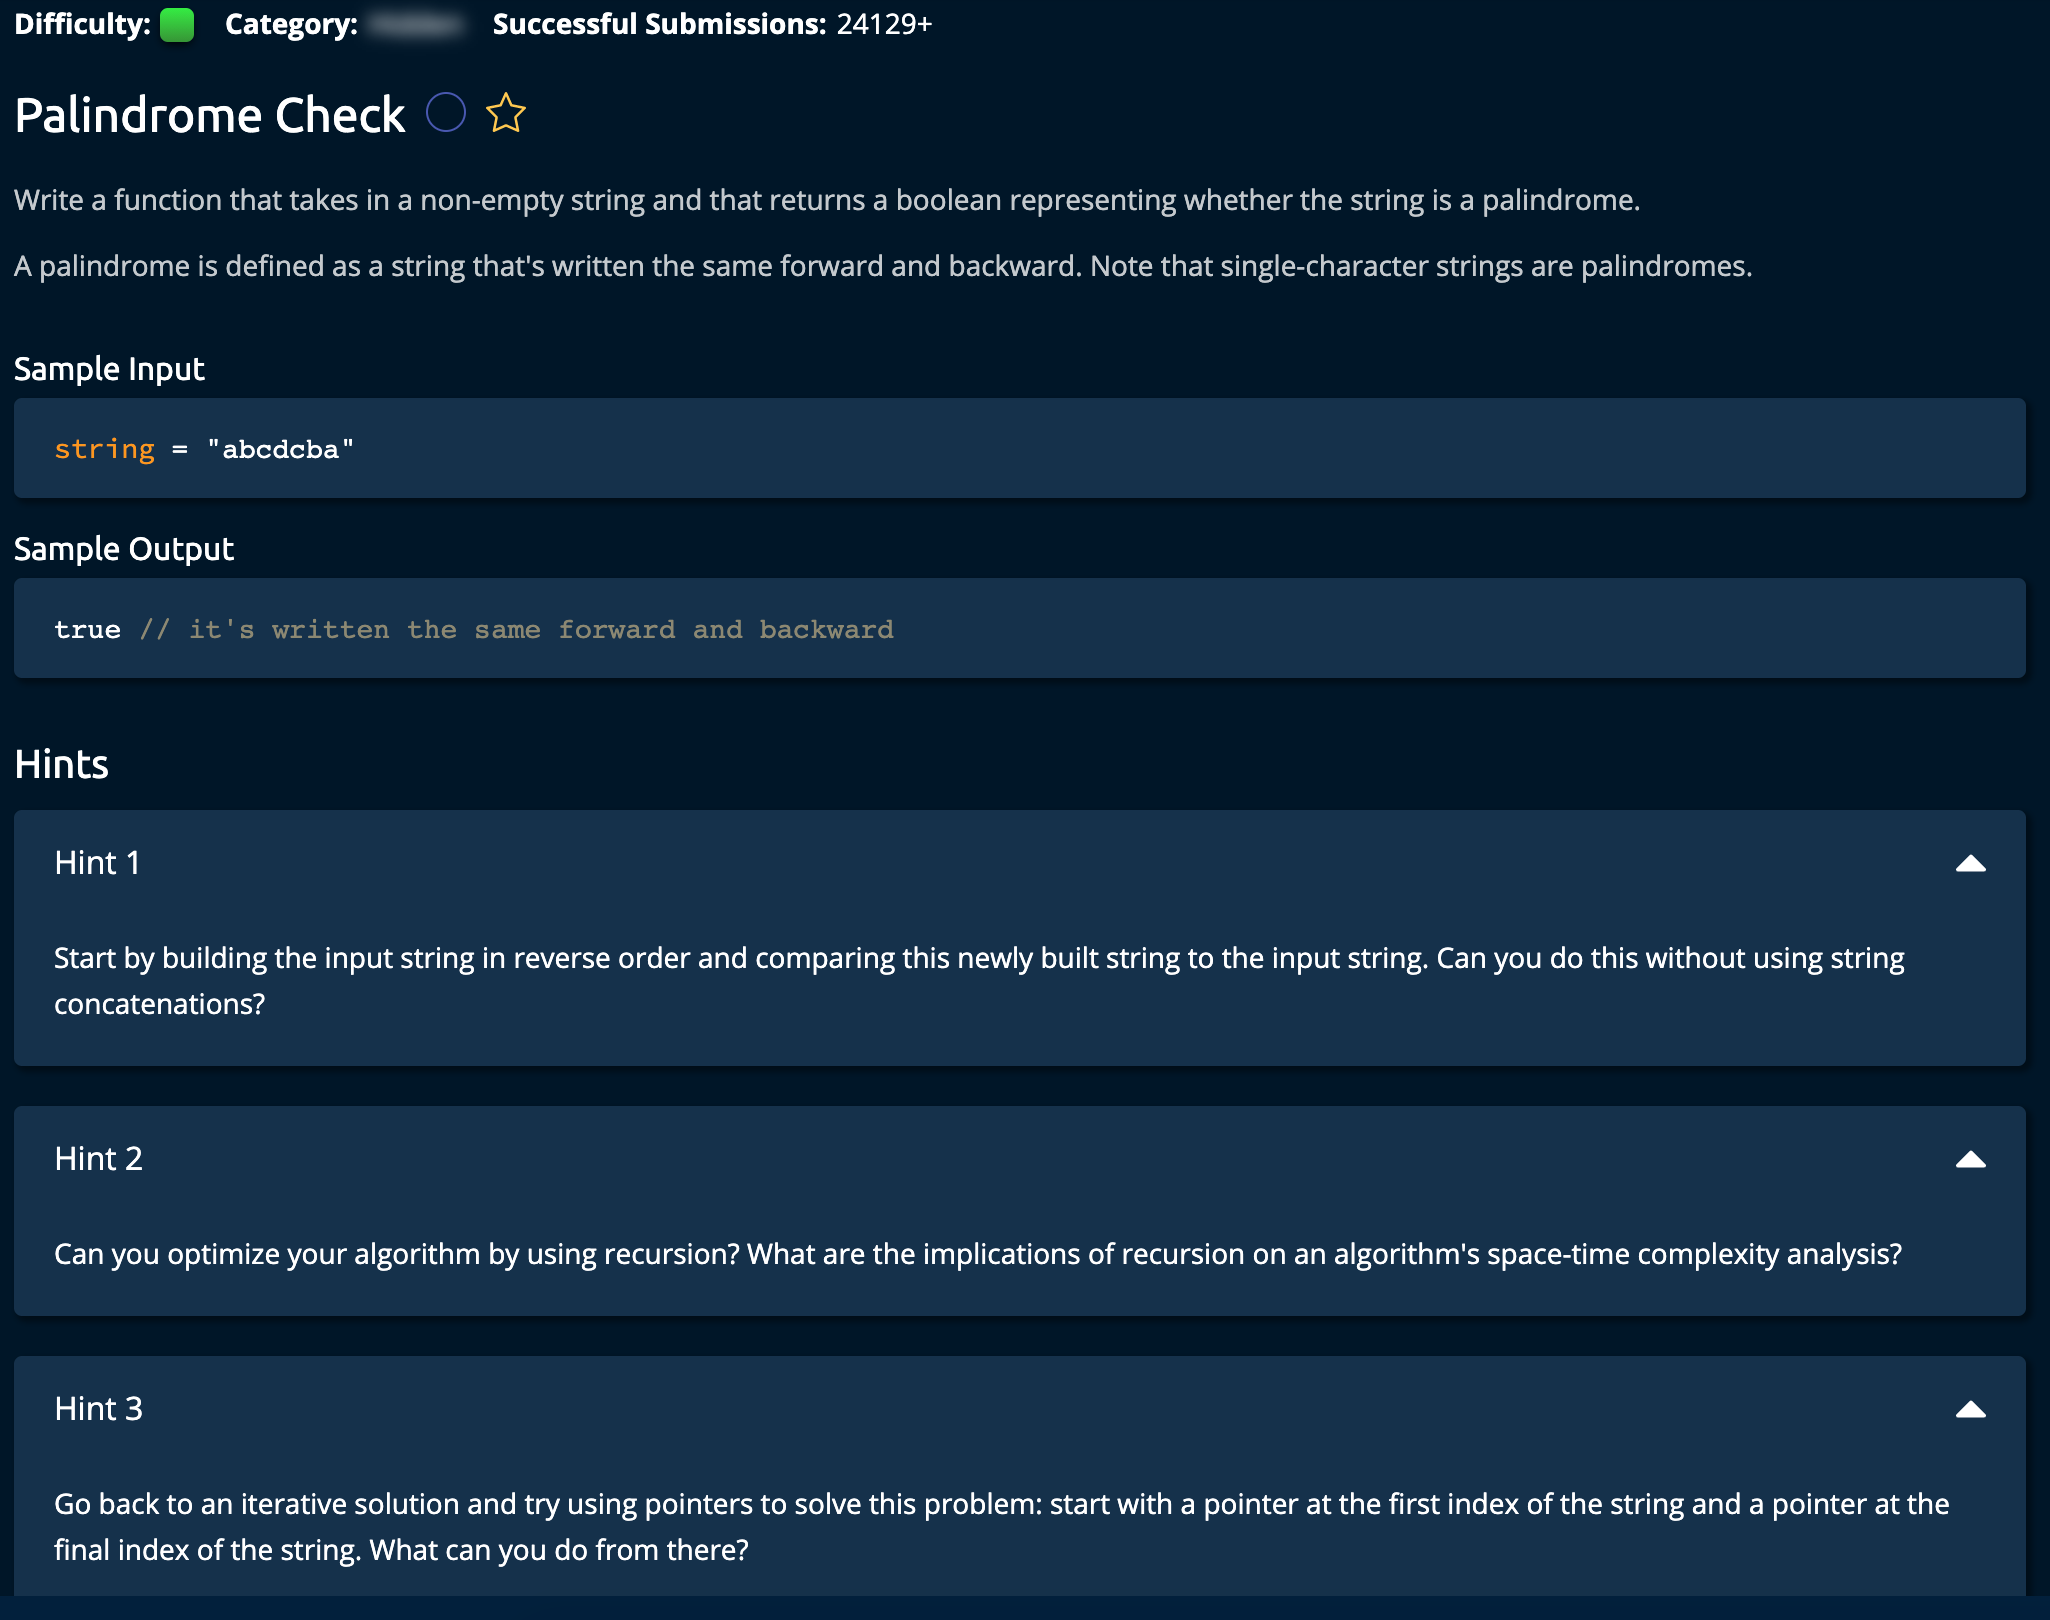 Difficulty: Category: Successful Submissions: 24129+
Palindrome Check
Write a function that takes in a non-empty string and that returns a boolean representing whether the string is a palindrome.
A palindrome is defined as a string that's written the same forward and backward. Note that single-character strings are palindromes.
Sample Input
string = "abcdcba"
Sample Output
true // it's written the same forward and backward
Hints
Hint 1
Start by building the input string in reverse order and comparing this newly built string to the input string. Can you do this without using string
concatenations?
Hint 2
Can you optimize your algorithm by using recursion? What are the implications of recursion on an algorithm's space-time complexity analysis?
Hint 3
Go back to an iterative solution and try using pointers to solve this problem: start with a pointer at the first index of the string and a pointer at the
final index of the string. What can you do from there?